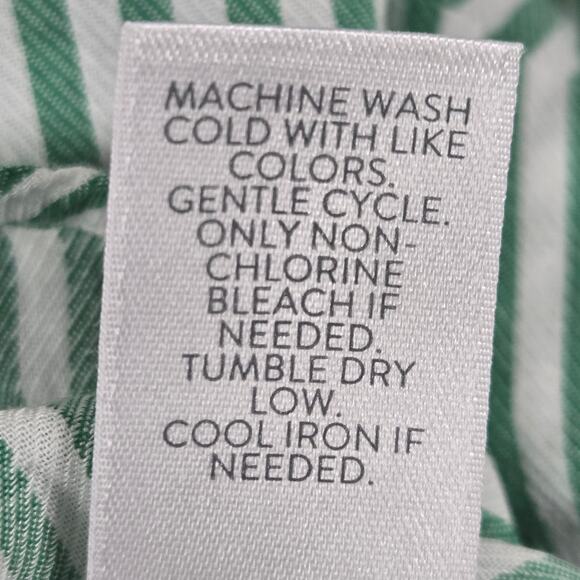 MACHINE WASH
COLD WITH LIKE
COLORS.
GENTLE CYCLE.
ONLY NON-
CHLORINE
BLEACH IF
NEEDED.
TUMBLE DRY
LOW.
COOL IRON IF
NEEDED.